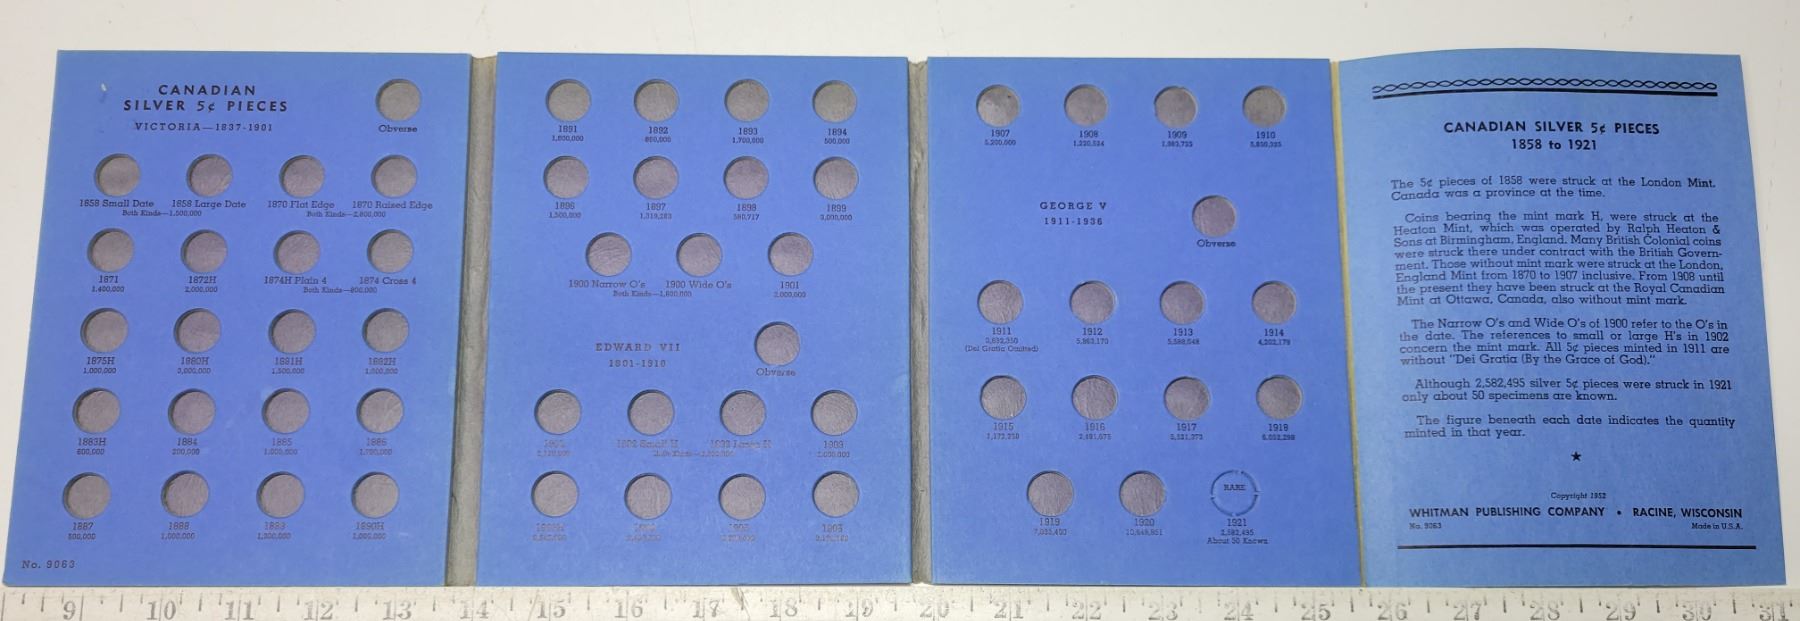 CANADIAN
SILVER 5¢ PIECES
VICTORIA—1837-1901
Obverse
1858 Small Date 1858 Large Date 1870 Flat Edge 1870 Raised Edge
Both Kinds—1,500,000 Both Kinds—2,800,000
1871 1872H 1874H Plain 4 1874 Cross 4
1,400,000 2,000,000 Both Kinds—800,000
1875H 1880H 1881H 1882H
1,000,000 3,000,000 1,500,000 1,000,000
1883H 1884 1885 1886
600,000 200,000 1,000,000 1,700,000
1887 1888 1889 1890H
500,000 1,000,000 1,200,000 1,000,000
No. 9063
1891 1892 1893 1894
1,800,000 860,000 1,700,000 500,000
1896 1897 1898 1899
1,500,000 1,319,283 580,717 3,000,000
1900 Narrow O's 1900 Wide O's 1901
Both Kinds—1,800,000 2,000,000
EDWARD VII
1901-1910
Obverse
1902 1902 Small H 1902 Large H
2,120,000 Both Kinds—2,200,000
1907 1908 1909 1910
5,200,000 1,220,524 1,983,725 5,850,325
GEORGE V
1911-1936
Obverse
1911 1912 1913 1914
3,692,350 5,863,170 5,588,048 4,202,179
(Dei Gratia Omitted)
1915 1916 1917 1918
1,172,250 2,481,675 5,521,373 6,052,298
RARE
1919 1920 1921
7,835,400 10,649,851 2,582,495
About 50 Known
CANADIAN SILVER 5¢ PIECES
1858 to 1921
The 5¢ pieces of 1858 were struck at the London Mint.
Canada was a province at the time.
Coins bearing the mint mark H, were struck at the
Heaton Mint, which was operated by Ralph Heaton &
Sons at Birmingham, England. Many British Colonial coins
were struck there under contract with the British Govern-
ment. Those without mint mark were struck at the London,
England Mint from 1870 to 1907 inclusive. From 1908 until
the present they have been struck at the Royal Canadian
Mint at Ottawa, Canada, also without mint mark.
The Narrow O's and Wide O's of 1900 refer to the O's in
the date. The references to small or large H's in 1902
concern the mint mark. All 5¢ pieces minted in 1911 are
without "Dei Gratia (By the Grace of God)."
Although 2,582,495 silver 5¢ pieces were struck in 1921
only about 50 specimens are known.
The figure beneath each date indicates the quantity
minted in that year.
★
Copyright 1952
WHITMAN PUBLISHING COMPANY • RACINE, WISCONSIN
No. 9063 Made in U.S.A.
9 10 11 12 13 14 15 16 17 18 19 20 21 22 23 24 25 26 27 28 29 30 31